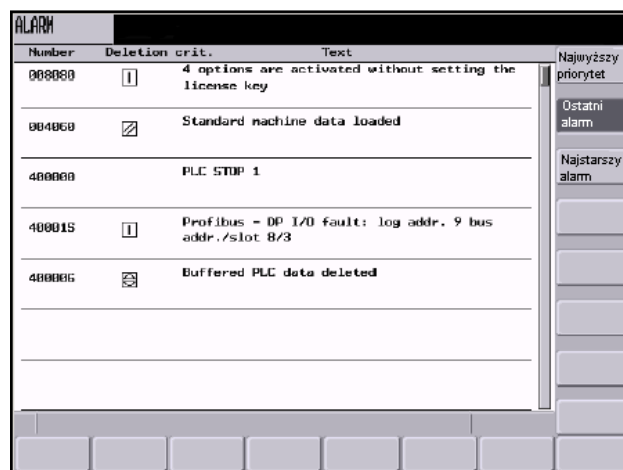 ALARM
Number Deletion crit. Text
Najwyższy
priorytet
008080 4 options are activated without setting the
license key
Ostatni
alarm
004060 Standard machine data loaded
Najstarszy
alarm
400000 PLC STOP 1
400015 Profibus - DP I/O fault: log addr. 9 bus
addr./slot 8/3
400006 Buffered PLC data deleted